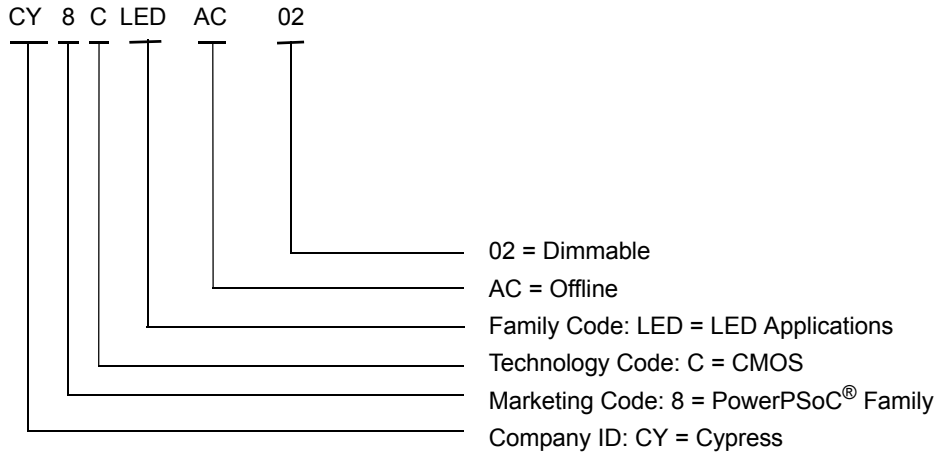 CY 8 C LED AC 02
02 = Dimmable
AC = Offline
Family Code: LED = LED Applications
Technology Code: C = CMOS
Marketing Code: 8 = PowerPSoC® Family
Company ID: CY = Cypress